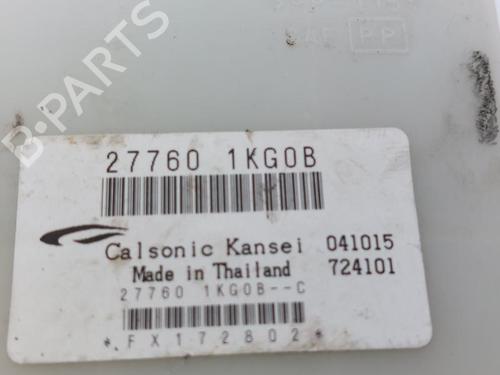 B-PARTS
PP
27760 1KG0B
Calsonic Kansei 041015
Made in Thailand 724101
27760 1KG0B--C
*FX172802*